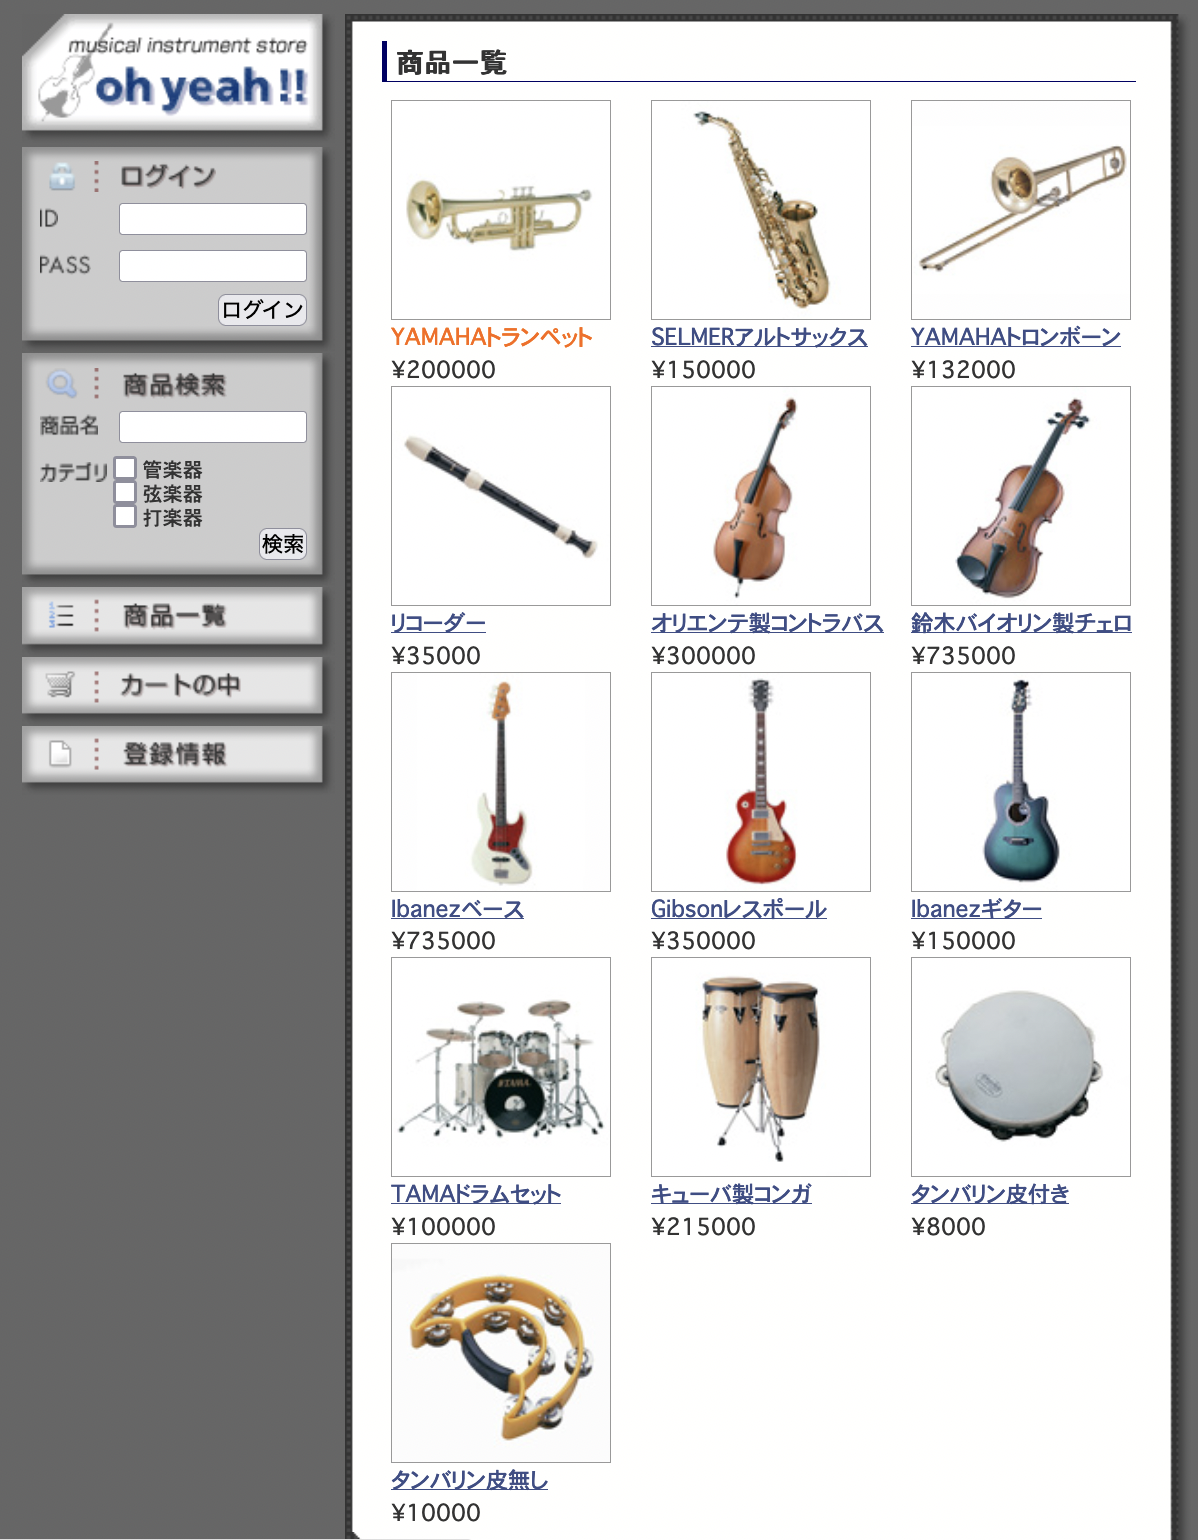 musical instrument store
oh yeah!!
ログイン
ID
PASS
ログイン
商品検索
商品名
カテゴリ
管楽器
弦楽器
打楽器
検索
商品一覧
カートの中
登録情報
商品一覧
YAMAHAトランペット
¥200000
SELMERアルトサックス
¥150000
YAMAHAトロンボーン
¥132000
リコーダー
¥35000
オリエンテ製コントラバス
¥300000
鈴木バイオリン製チェロ
¥735000
Ibanezベース
¥735000
Gibsonレスポール
¥350000
Ibanezギター
¥150000
TAMA
TAMAドラムセット
¥100000
キューバ製コンガ
¥215000
タンバリン皮付き
¥8000
タンバリン皮無し
¥10000